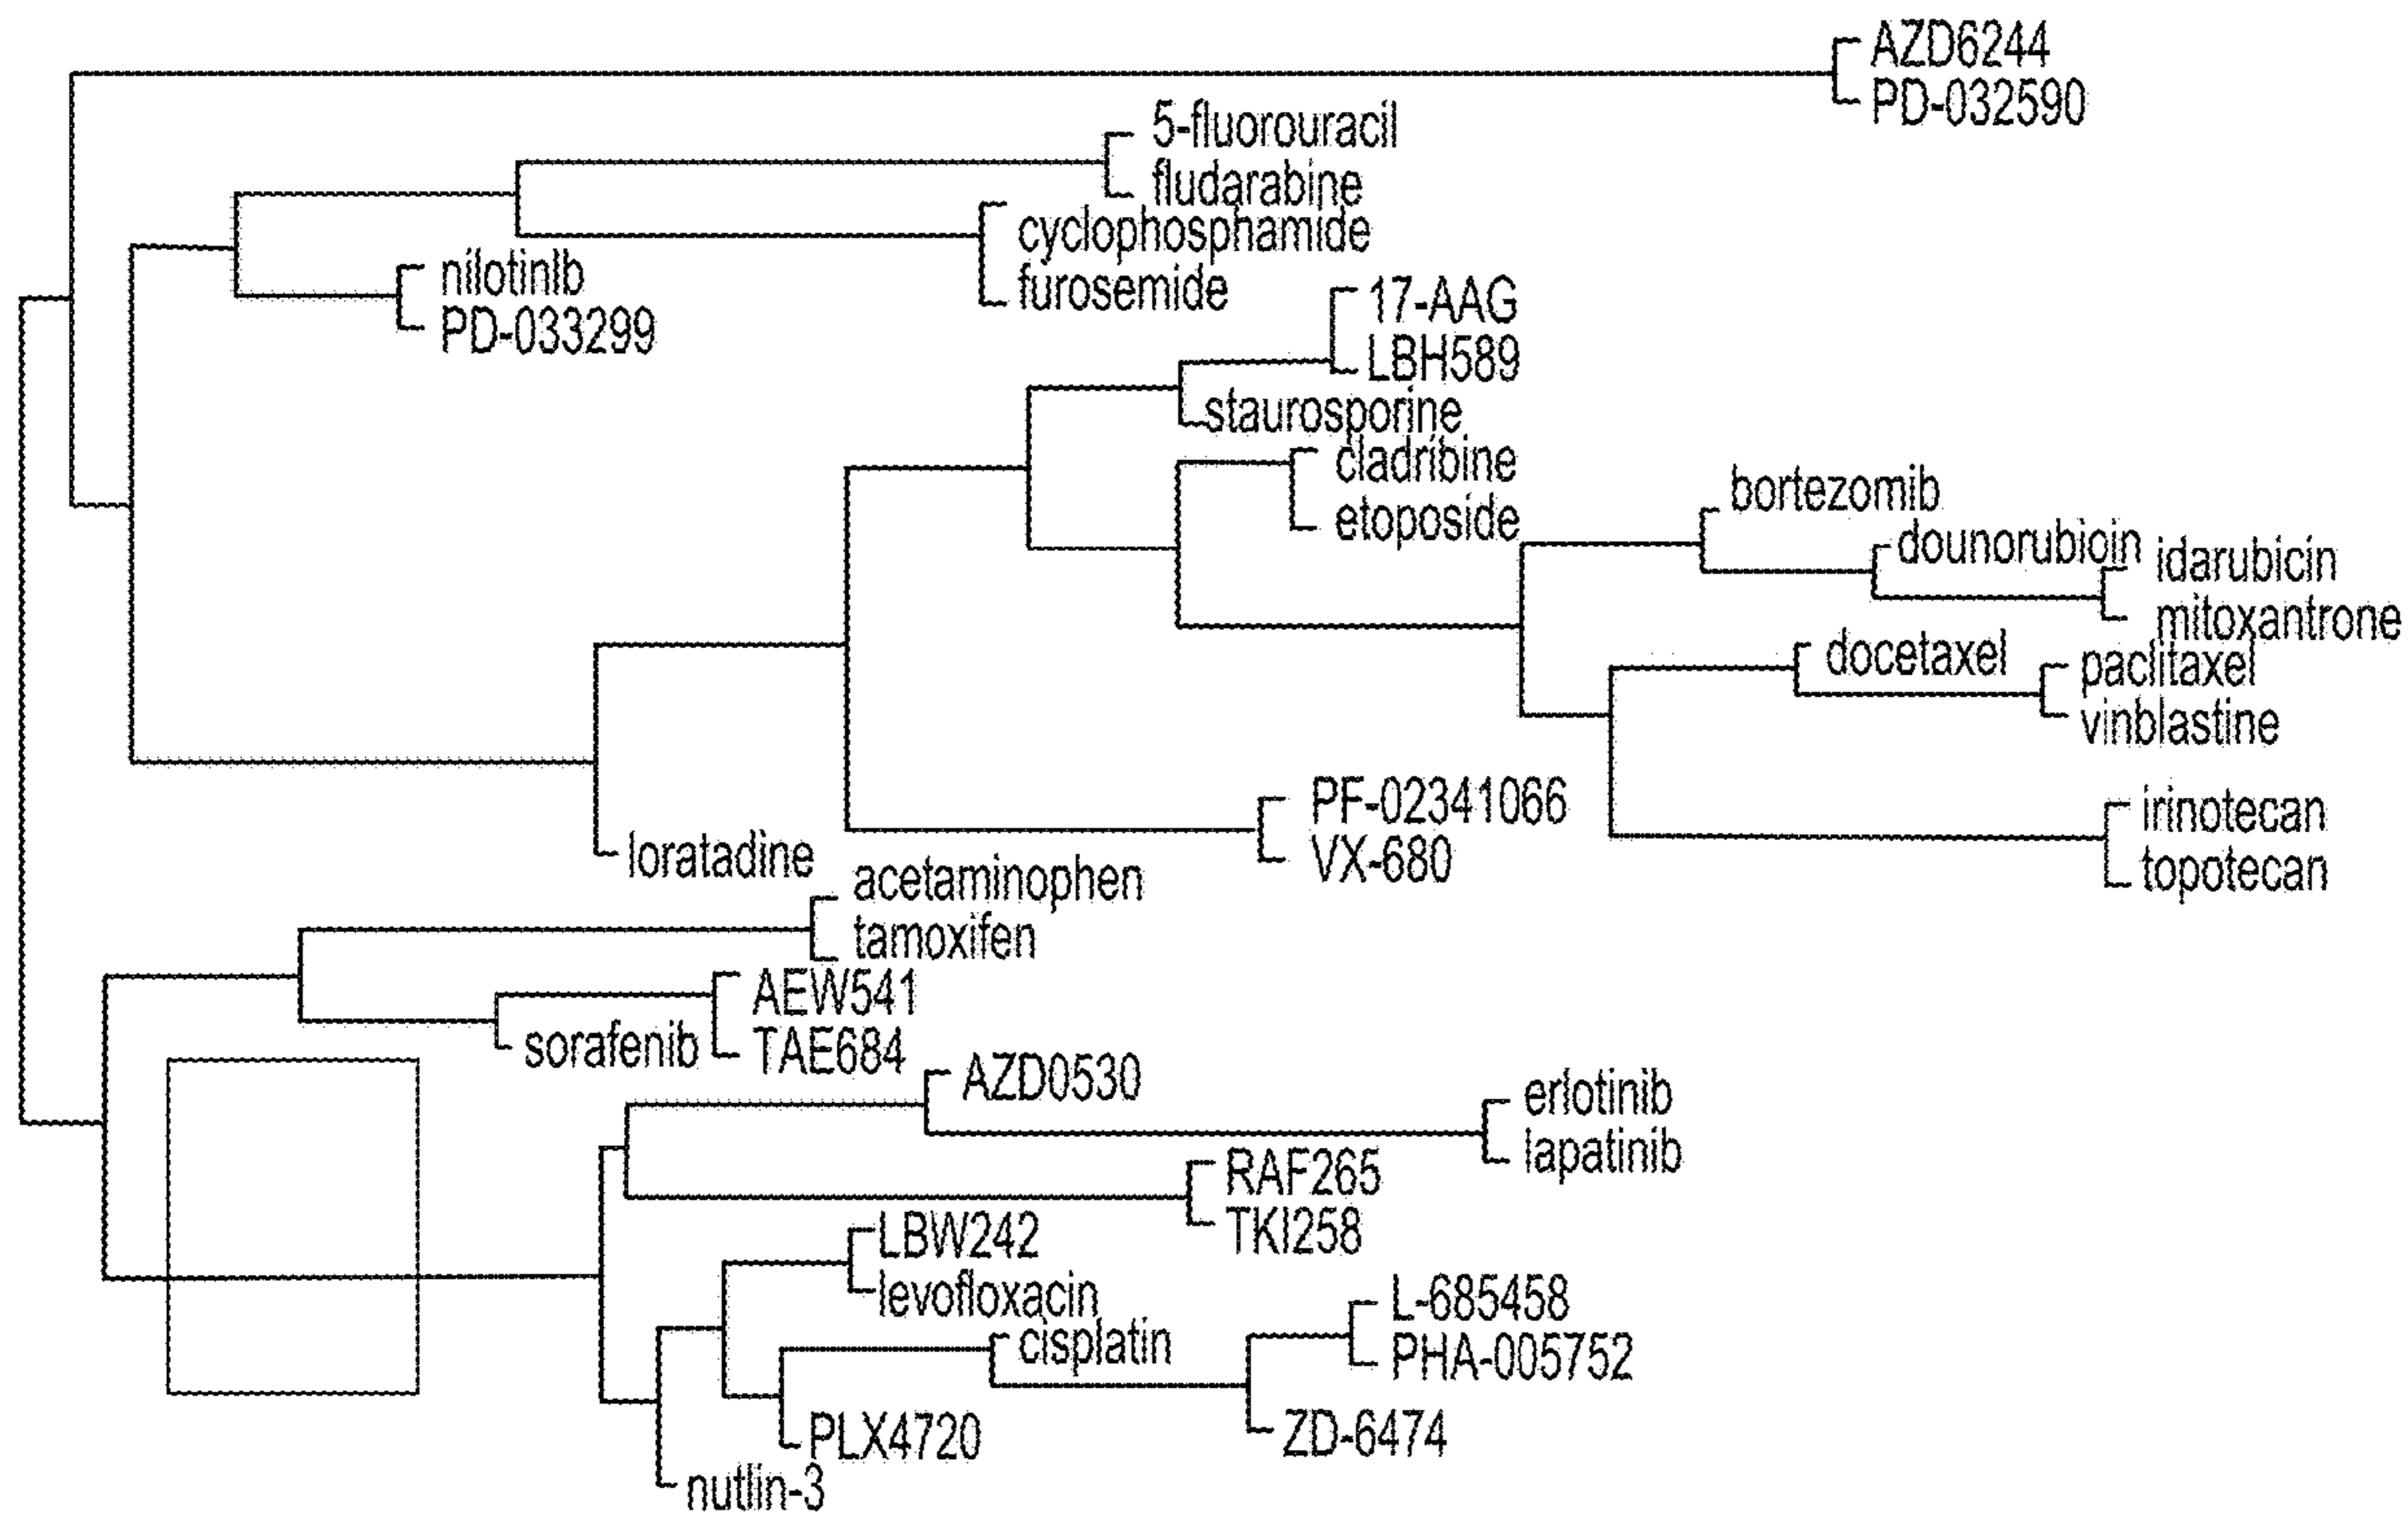 AZD6244
PD-032590
5-fluorouracil
fludarabine
cyclophosphamide
furosemide
nilotinlb
PD-033299
17-AAG
LBH589
staurosporine
cladribine
etoposide
bortezomib
dounorubioin
idarubicin
mitoxantrone
docetaxel
paclitaxel
vinblastine
PF-02341066
VX-680
irinotecan
topotecan
loratadine
acetaminophen
tamoxifen
AEW541
TAE684
sorafenib
AZD0530
erlotinib
lapatinib
RAF265
TKI258
LBW242
levofloxacin
cisplatin
L-685458
PHA-005752
ZD-6474
PLX4720
nutlin-3